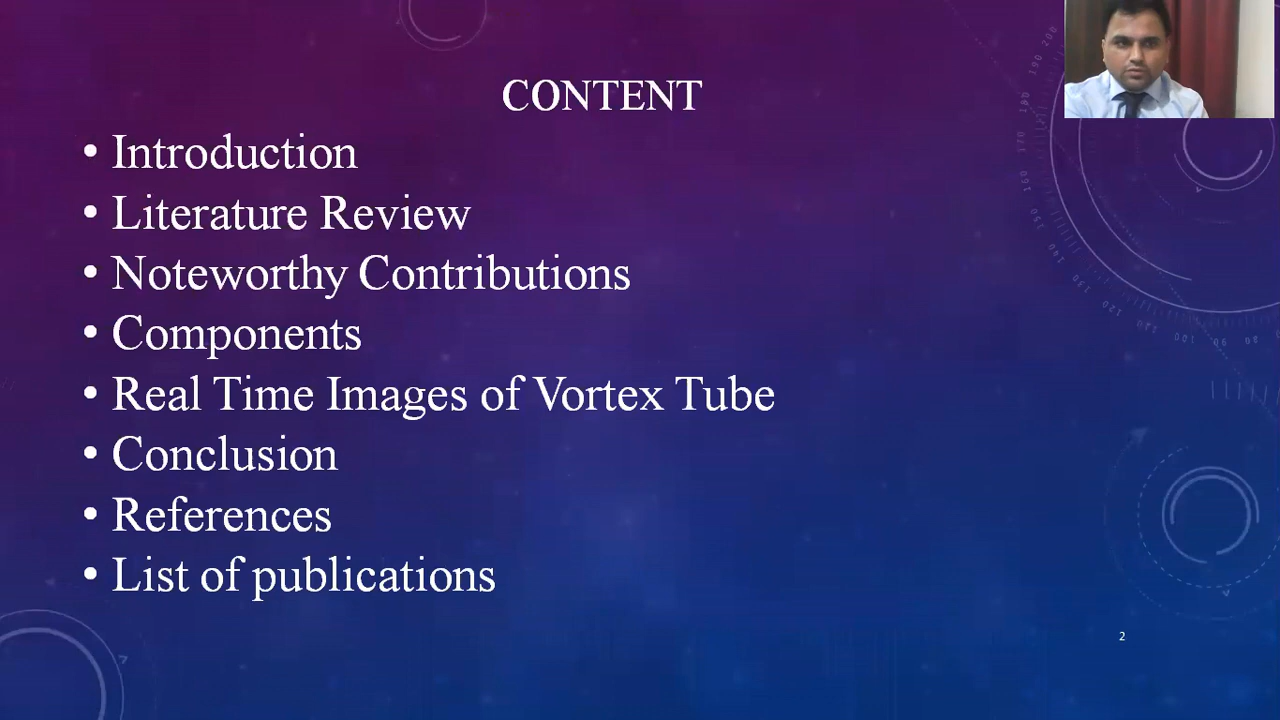 CONTENT
• Introduction
• Literature Review
• Noteworthy Contributions
• Components
• Real Time Images of Vortex Tube
• Conclusion
• References
• List of publications
2